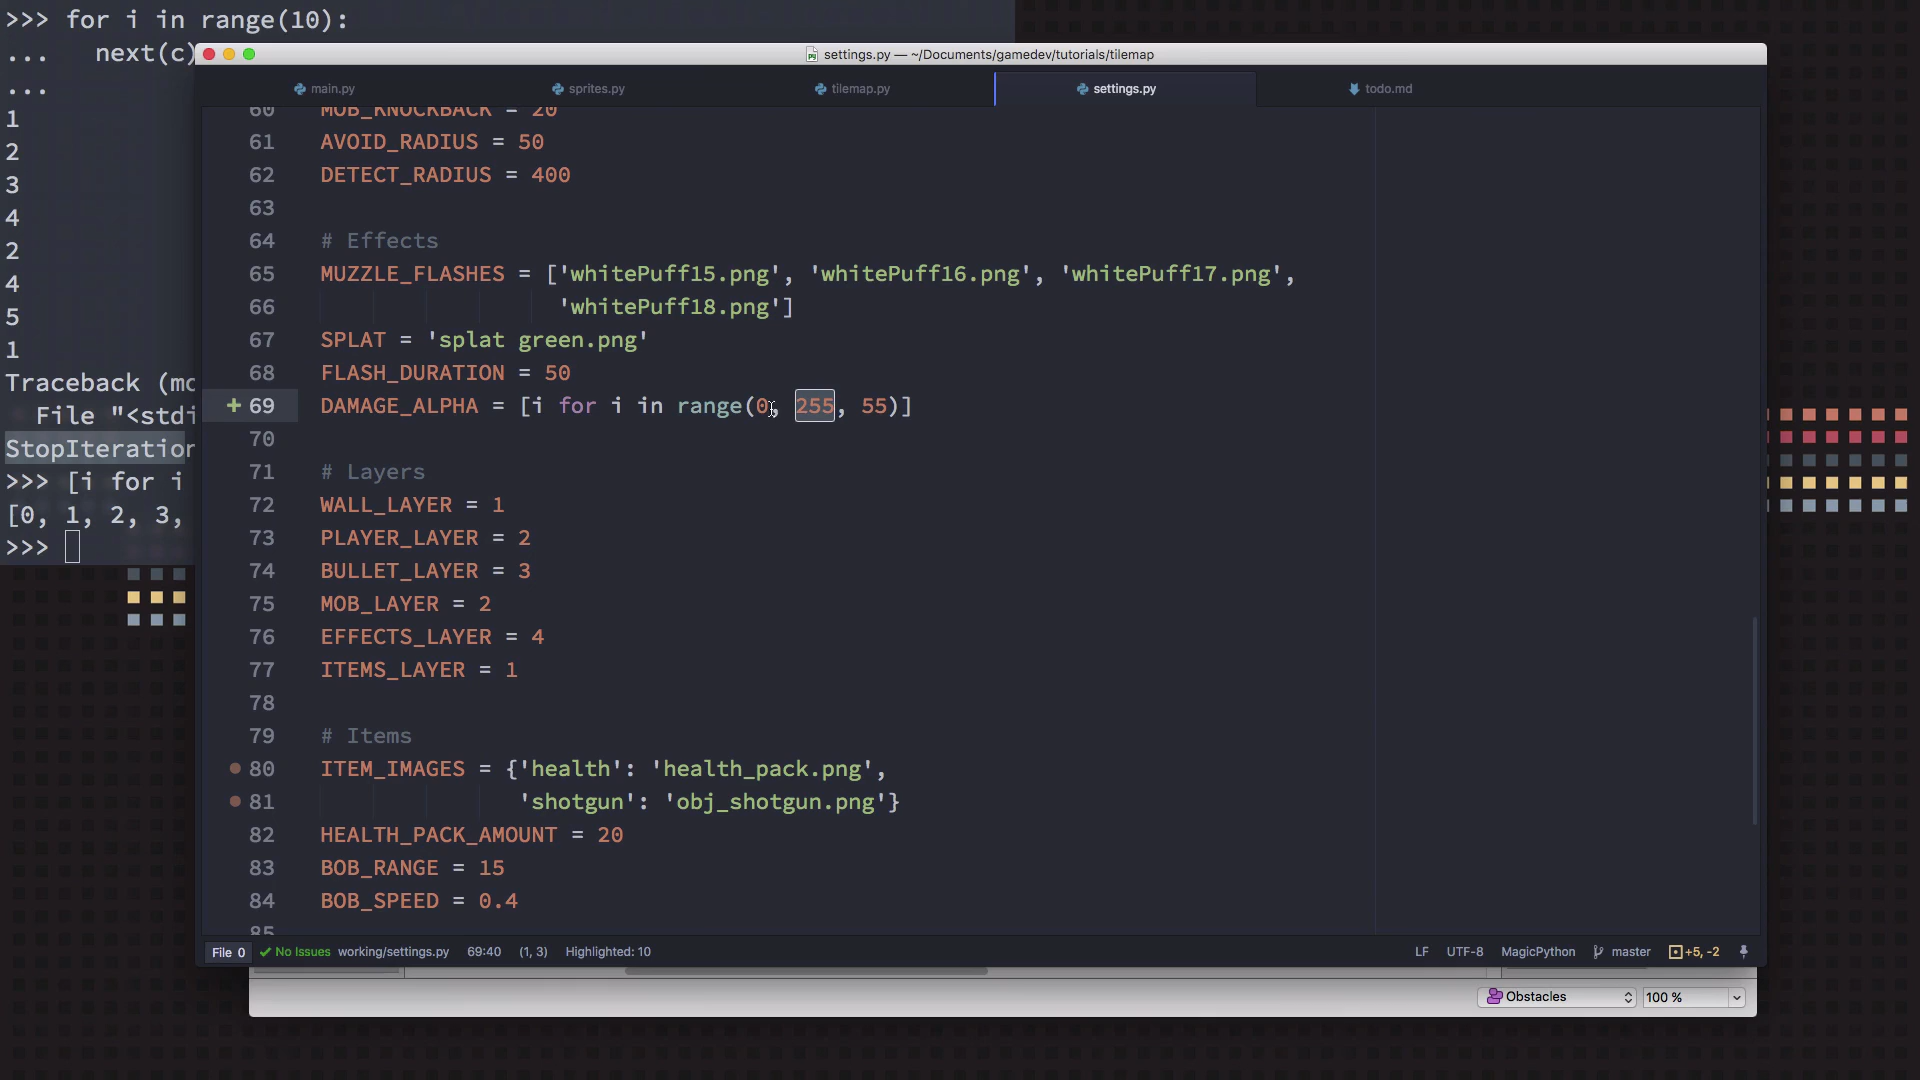 >>> for i in range(10):
...   next(c)
...
1
2
3
4
2
4
5
1
Traceback (mo
  File "<stdi
StopIteration
>>> [i for i
[0, 1, 2, 3,
>>>
settings.py — ~/Documents/gamedev/tutorials/tilemap
main.py sprites.py tilemap.py settings.py todo.md
60 MOB_KNOCKBACK = 20
61 AVOID_RADIUS = 50
62 DETECT_RADIUS = 400
63
64 # Effects
65 MUZZLE_FLASHES = ['whitePuff15.png', 'whitePuff16.png', 'whitePuff17.png',
66                   'whitePuff18.png']
67 SPLAT = 'splat green.png'
68 FLASH_DURATION = 50
+ 69 DAMAGE_ALPHA = [i for i in range(0, 255, 55)]
70
71 # Layers
72 WALL_LAYER = 1
73 PLAYER_LAYER = 2
74 BULLET_LAYER = 3
75 MOB_LAYER = 2
76 EFFECTS_LAYER = 4
77 ITEMS_LAYER = 1
78
79 # Items
80 ITEM_IMAGES = {'health': 'health_pack.png',
81                'shotgun': 'obj_shotgun.png'}
82 HEALTH_PACK_AMOUNT = 20
83 BOB_RANGE = 15
84 BOB_SPEED = 0.4
85
File 0 No Issues working/settings.py 69:40 (1, 3) Highlighted: 10 LF UTF-8 MagicPython master +5, -2
Obstacles 100 %